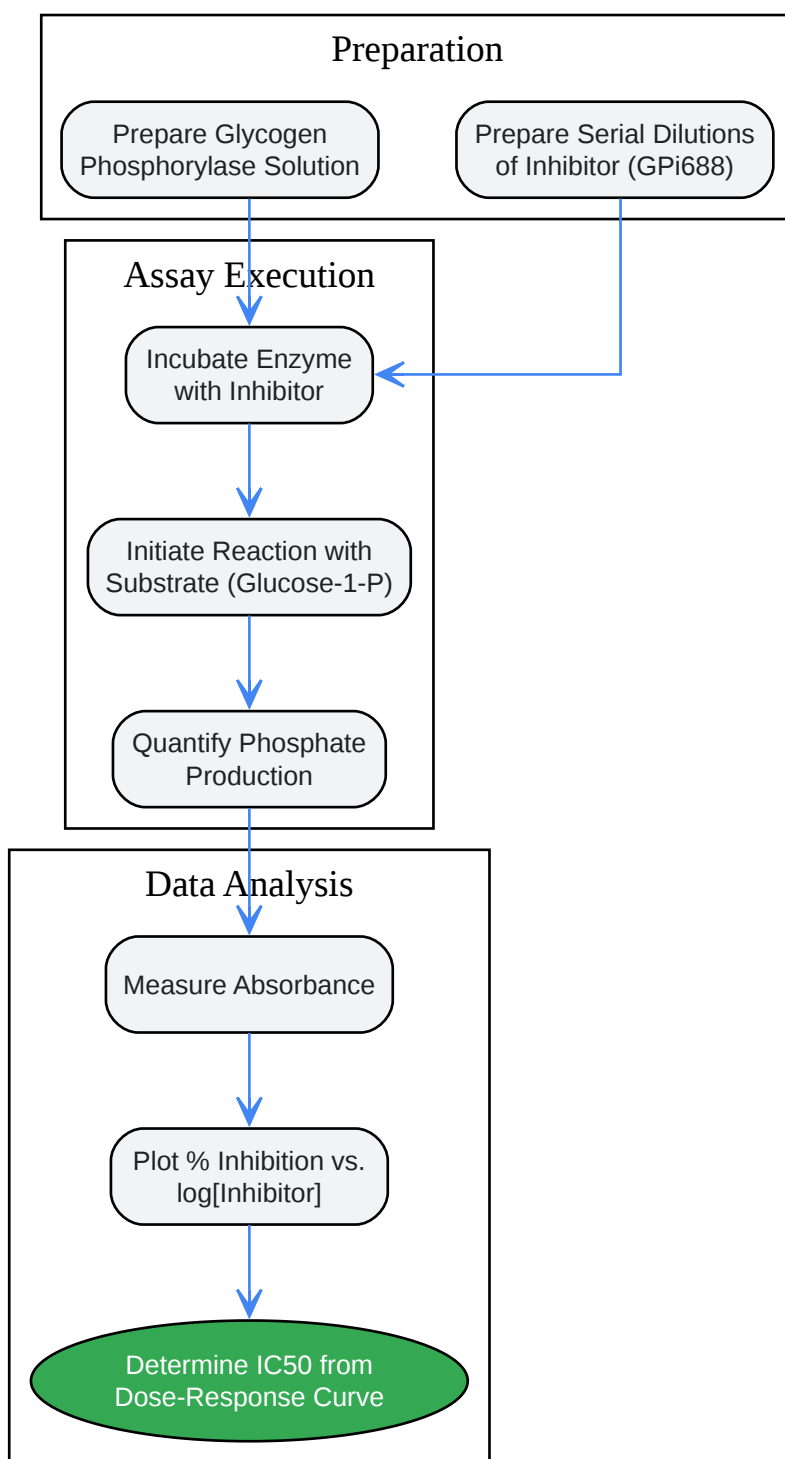 Preparation
Prepare Glycogen
Phosphorylase Solution
Prepare Serial Dilutions
of Inhibitor (GPi688)
Assay Execution
Incubate Enzyme
with Inhibitor
Initiate Reaction with
Substrate (Glucose-1-P)
Quantify Phosphate
Production
Data Analysis
Measure Absorbance
Plot % Inhibition vs.
log[Inhibitor]
Determine IC50 from
Dose-Response Curve